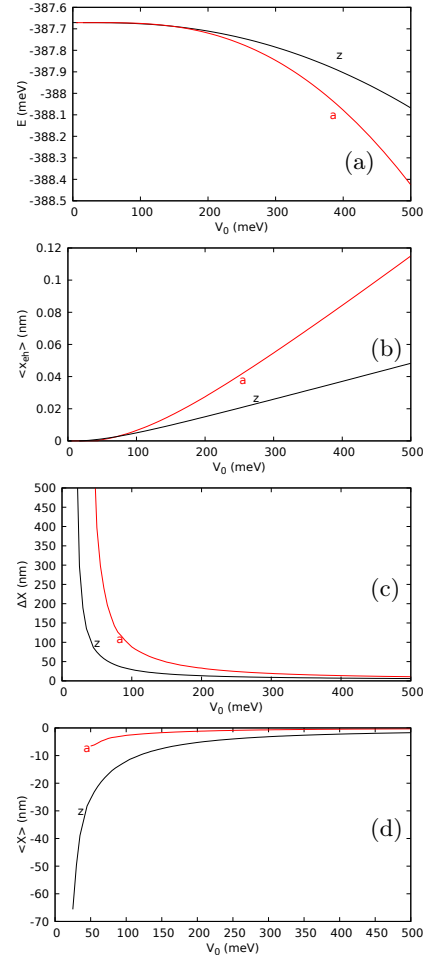 -387.6
-387.7
-387.8
-387.9
-388
-388.1
-388.2
-388.3
-388.4
-388.5
E (meV)
z
a
(a)
0 100 200 300 400 500
V0 (meV)
0.12
0.1
0.08
0.06
0.04
0.02
0
<xeh> (nm)
a
z
(b)
0 100 200 300 400 500
V0 (meV)
500
450
400
350
300
250
200
150
100
50
0
ΔX (nm)
z
a
(c)
0 100 200 300 400 500
V0 (meV)
0
-10
-20
-30
-40
-50
-60
-70
<X> (nm)
a
z
(d)
0 50 100 150 200 250 300 350 400 450 500
V0 (meV)